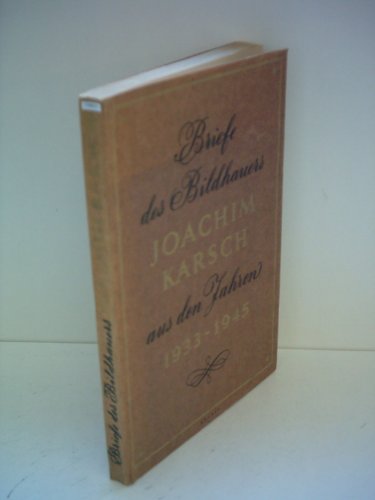 Briefe
des Bildhauers
JOACHIM
KARSCH
aus den Jahren
1933-1945
Briefe des Bildhauers